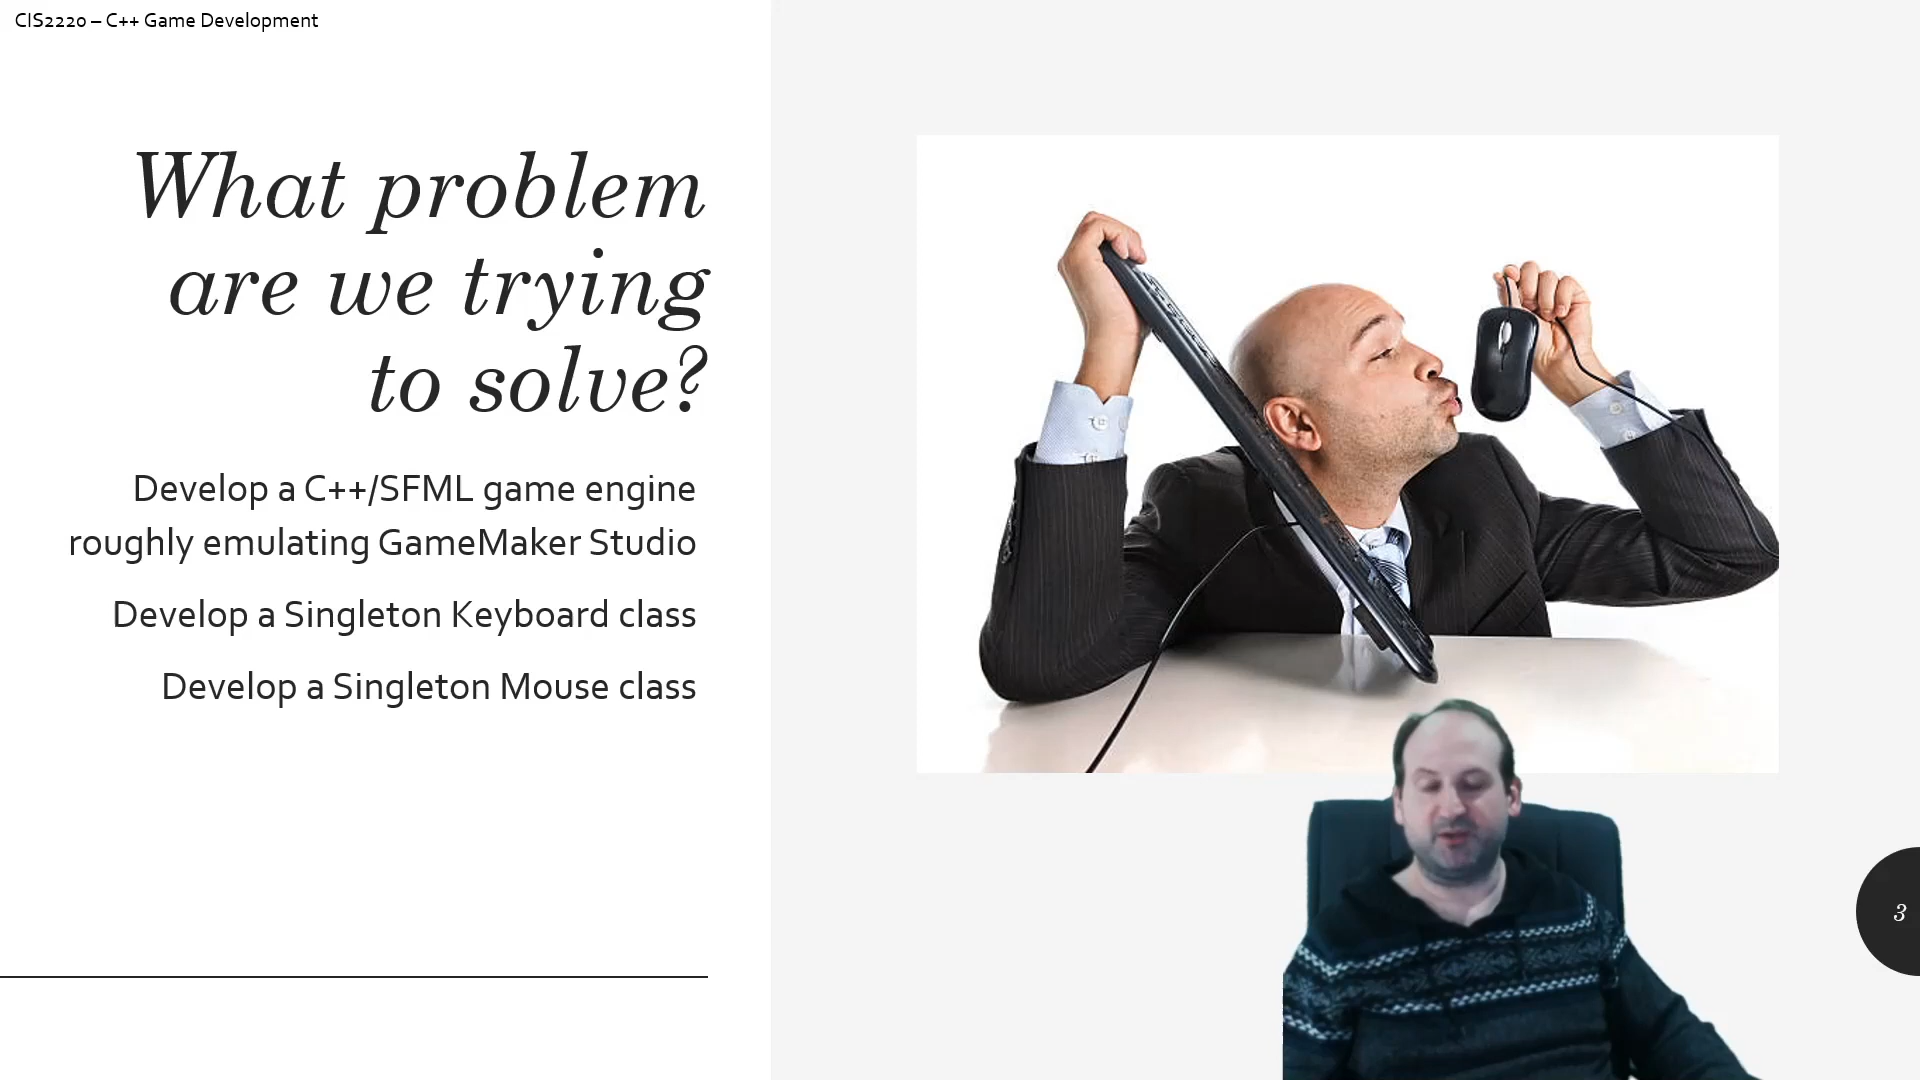 CIS2220 – C++ Game Development
What problem
are we trying
to solve?
Develop a C++/SFML game engine
roughly emulating GameMaker Studio
Develop a Singleton Keyboard class
Develop a Singleton Mouse class
3